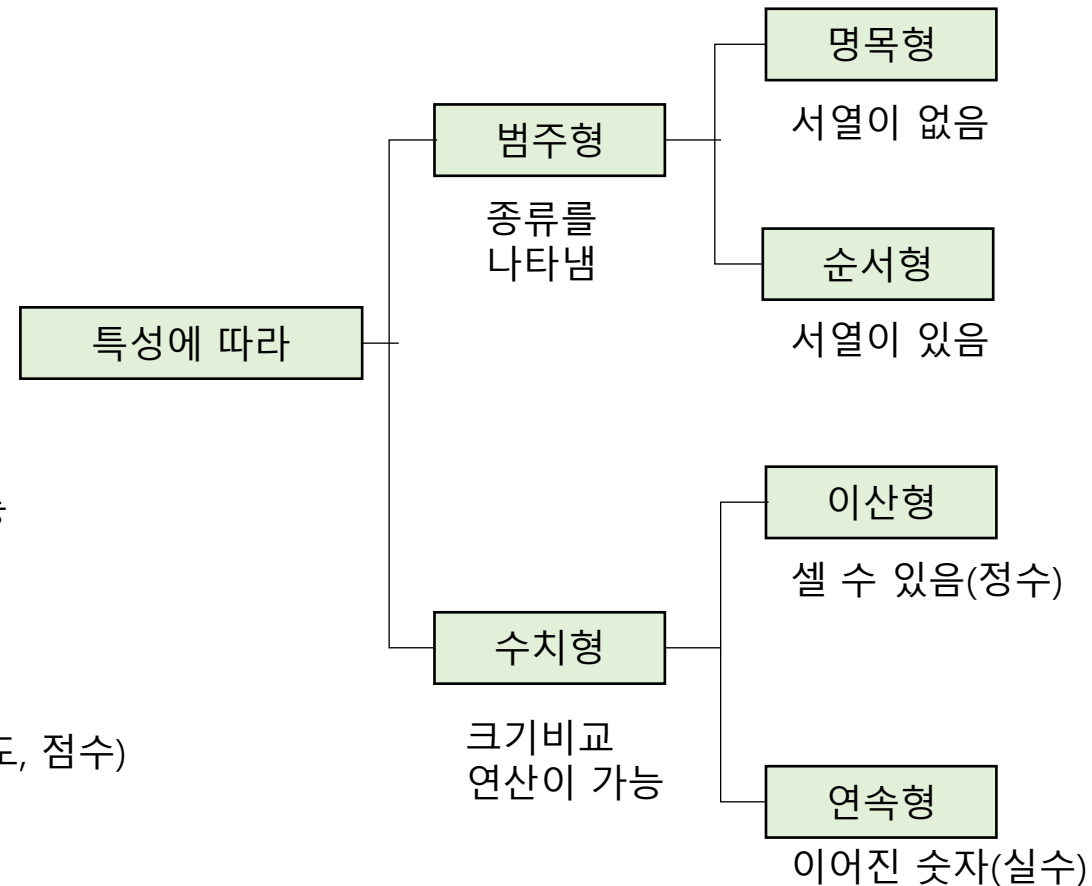 명목형
서열이 없음
범주형
종류를
나타냄
순서형
서열이 있음
특성에 따라
이산형
셀 수 있음(정수)
수치형
크기비교
연산이 가능
연속형
이어진 숫자(실수)
점수)